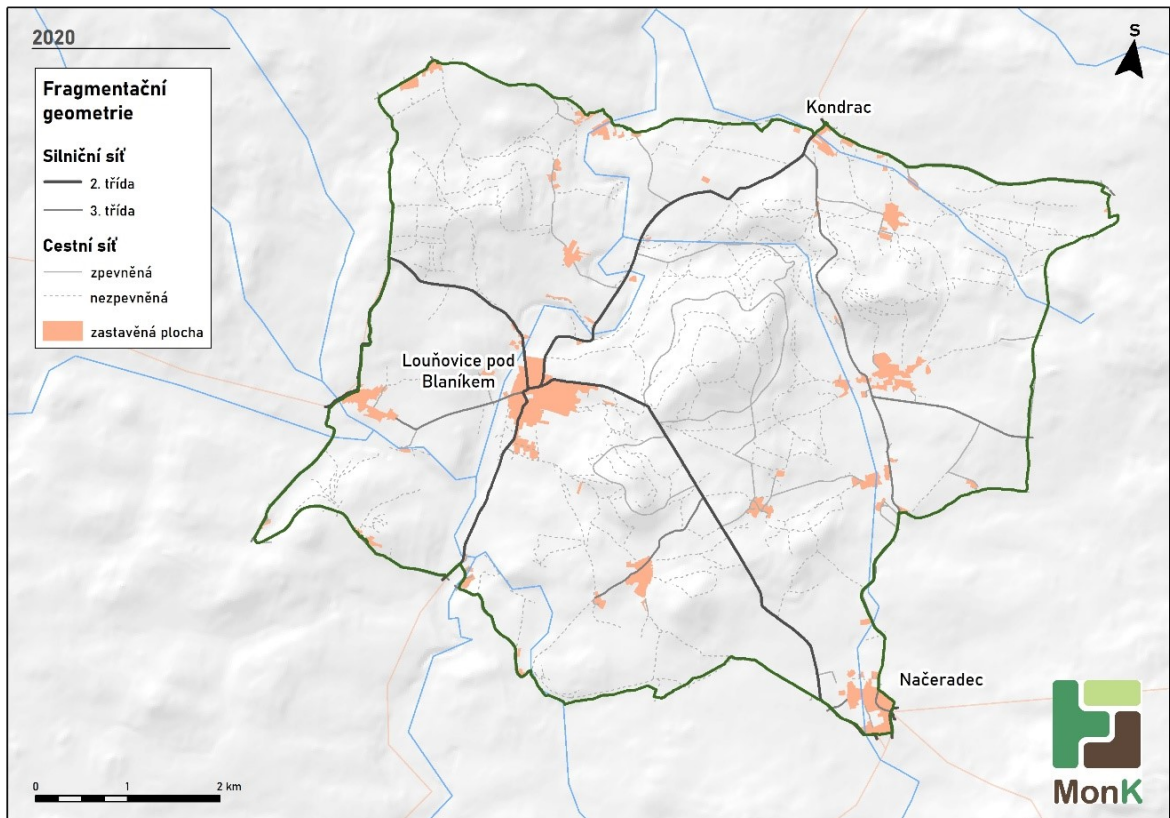 2020
Fragmentační
geometrie
Silniční síť
2. třída
3. třída
Cestní síť
zpevněná
nezpevněná
zastavěná plocha
S
Kondrac
Louňovice pod
Blaníkem
Načeradec
0 1 2 km
MonK